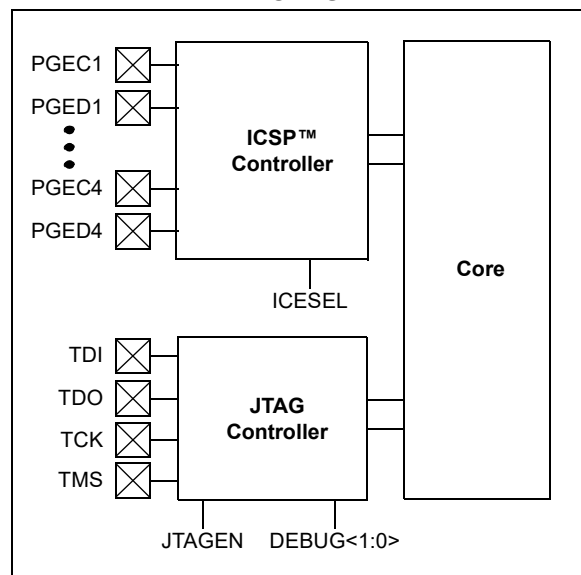 PGEC1
PGED1
ICSP™
Controller
PGEC4
PGED4
Core
ICESEL
TDI
TDO
JTAG
Controller
TCK
TMS
JTAGEN DEBUG<1:0>